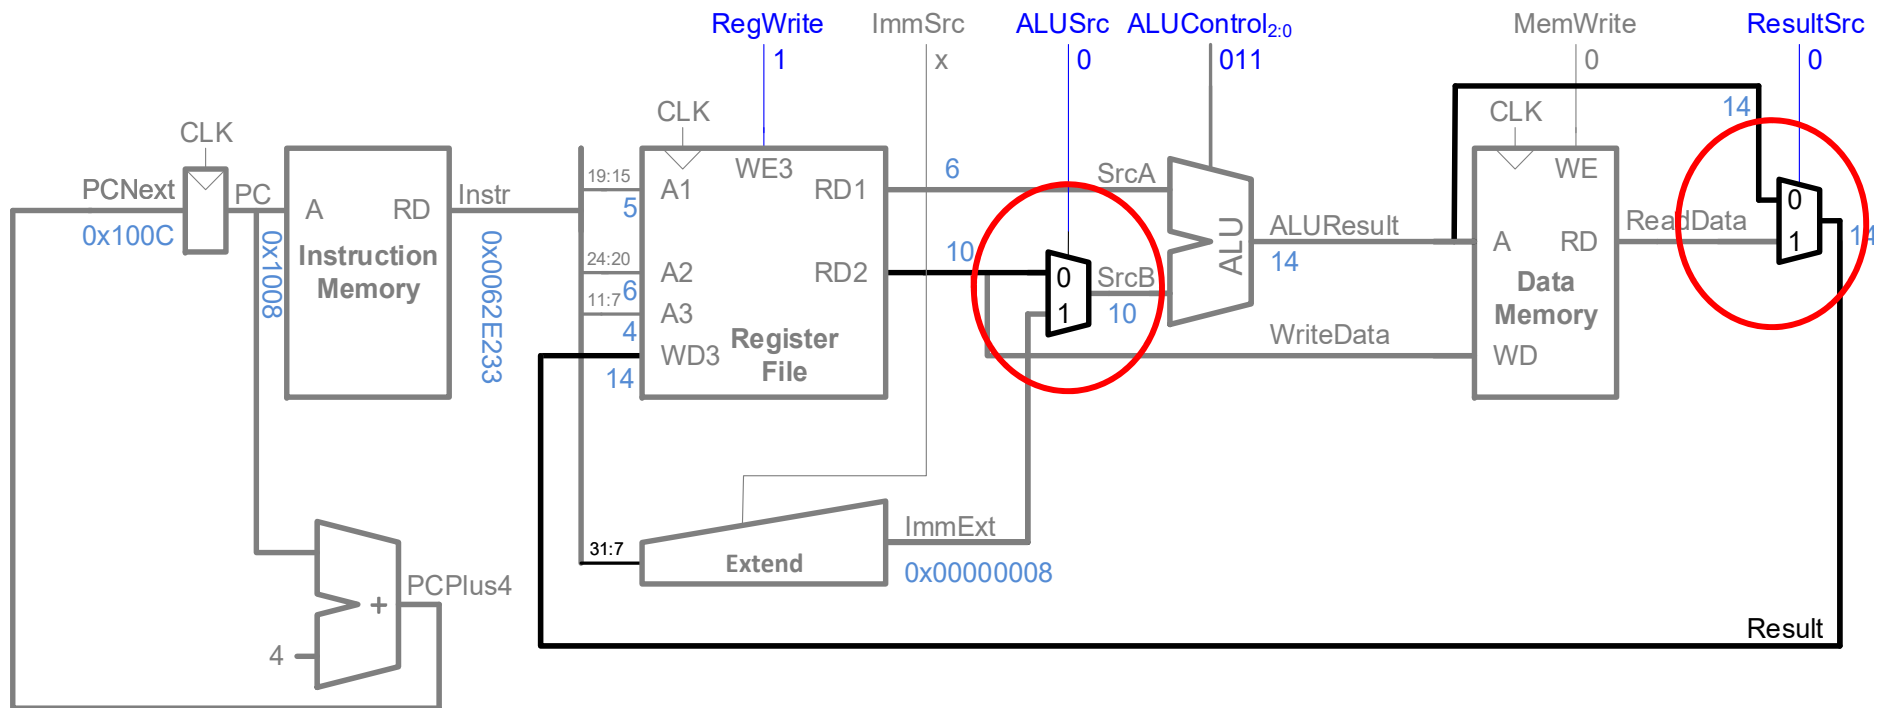 RegWrite
ImmSrc
ALUSrc
ALUControl2:0
MemWrite
ResultSrc
1
x
0
011
0
0
CLK
CLK
CLK
14
PCNext
PC
0x100C
0x1008
A
RD
Instruction
Memory
Instr
0x0062E233
19:15
5
24:20
6
11:7
4
14
A1
A2
A3
WD3
WE3
RD1
RD2
Register
File
6
10
SrcA
0
1
SrcB
10
ALU
ALUResult
14
WriteData
WE
A
RD
Data
Memory
WD
ReadData
0
1
14
31:7
Extend
ImmExt
0x00000008
PCPlus4
+
4
Result